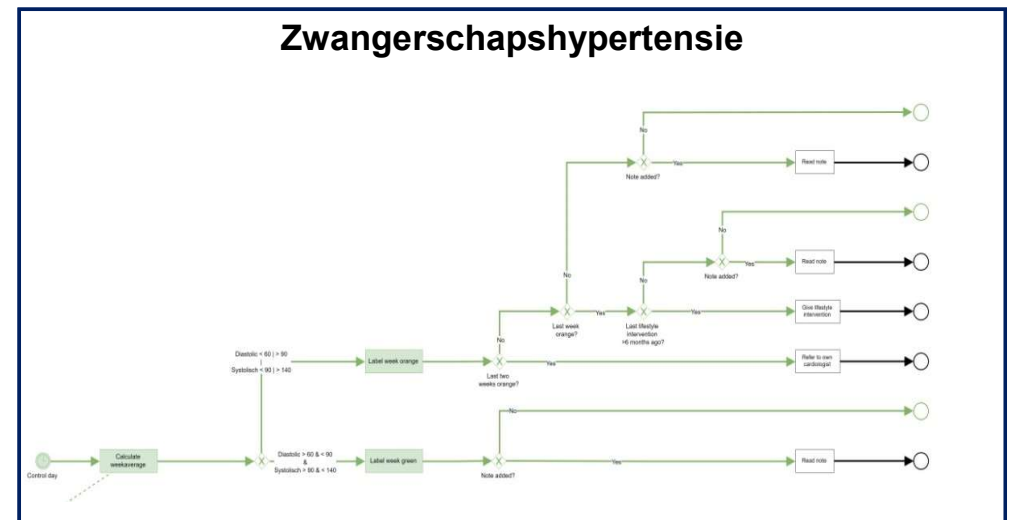 Zwangerschapshypertensie
No
Yes
Note added?
Read note
No
No
Yes
Note added?
Read note
No
Yes
Last week
orange?
No
Last lifestyle
intervention
>6 months ago?
Yes
Give lifestyle
intervention
No
Diastolic < 60 | > 90
|
Systolisch < 90 | > 140
Label week orange
Last two
weeks orange?
Yes
Refer to own
cardiologist
No
Control day
Calculate
weekaverage
Diastolic > 60 & < 90
&
Systolisch > 90 & < 140
Label week green
Note added?
Yes
Read note